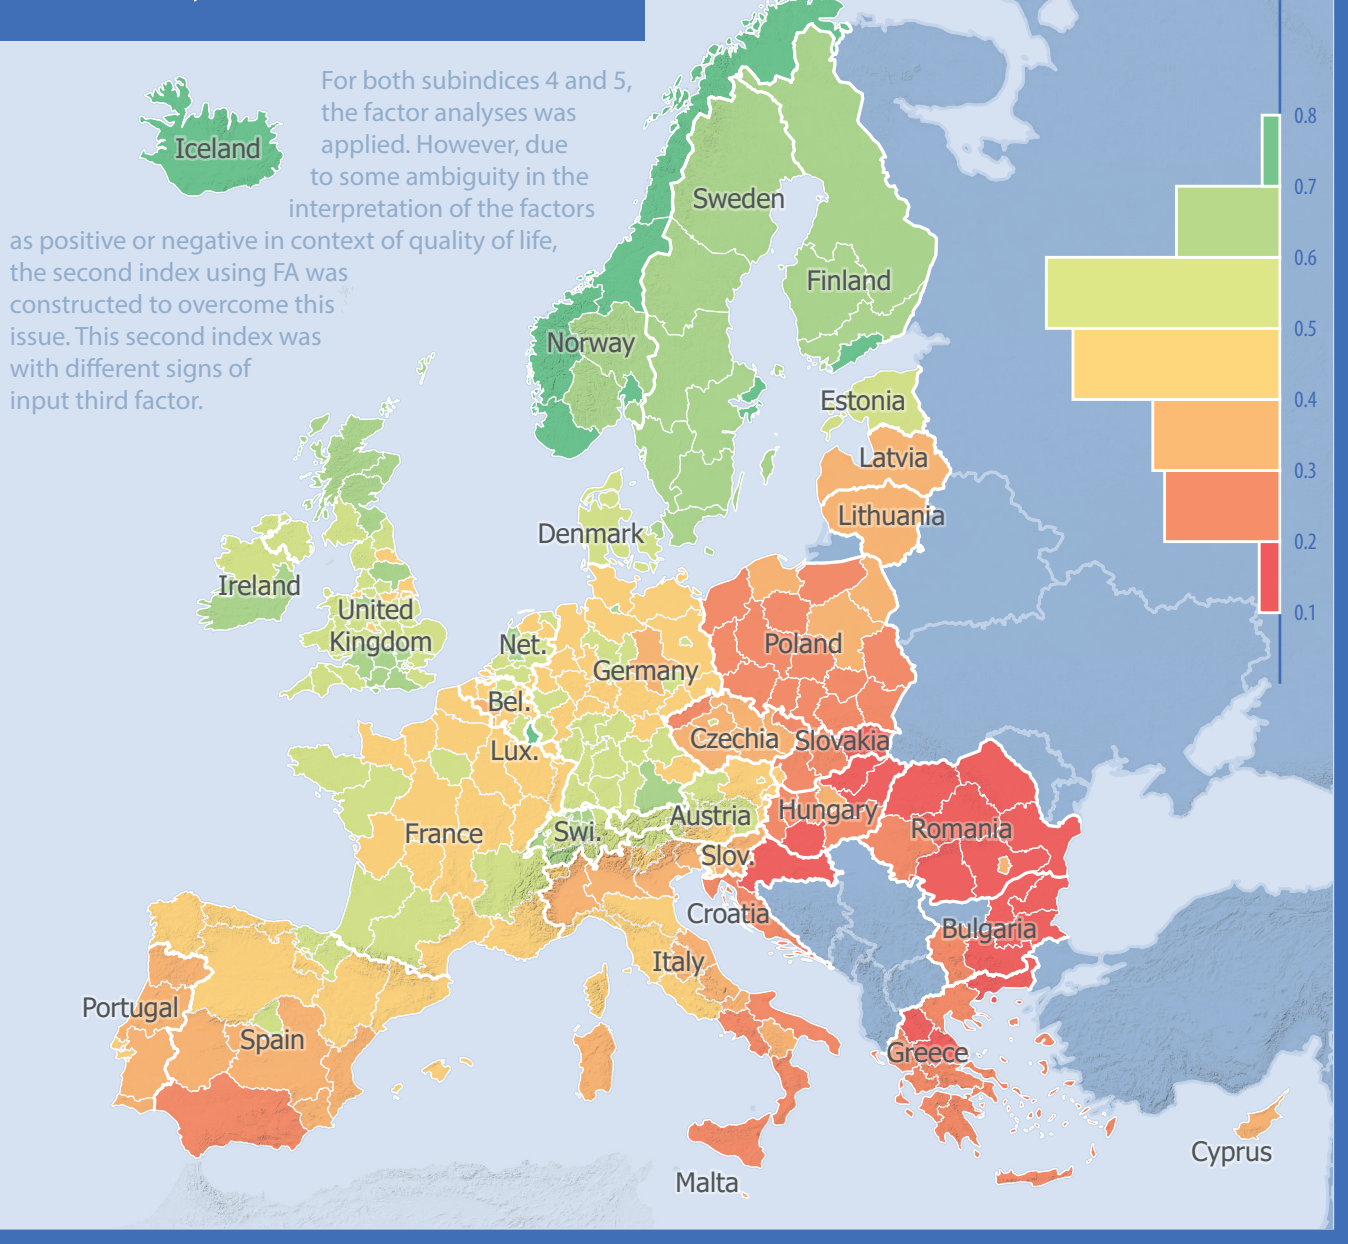 For both subindices 4 and 5,
the factor analyses was
applied. However, due
to some ambiguity in the
interpretation of the factors
as positive or negative in context of quality of life,
the second index using FA was
constructed to overcome this
issue. This second index was
with different signs of
input third factor.
Iceland
Sweden
Finland
Norway
Estonia
Latvia
Lithuania
Denmark
Ireland
United
Kingdom
Net.
Germany
Poland
Bel.
Lux.
Czechia
Slovakia
France
Swi.
Austria
Hungary
Romania
Slov.
Croatia
Bulgaria
Italy
Portugal
Spain
Greece
Malta
Cyprus
0.8
0.7
0.6
0.5
0.4
0.3
0.2
0.1